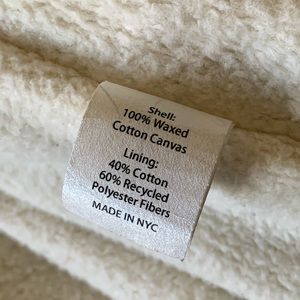 Shell:
100% Waxed
Cotton Canvas
Lining:
40% Cotton
60% Recycled
Polyester Fibers
MADE IN NYC